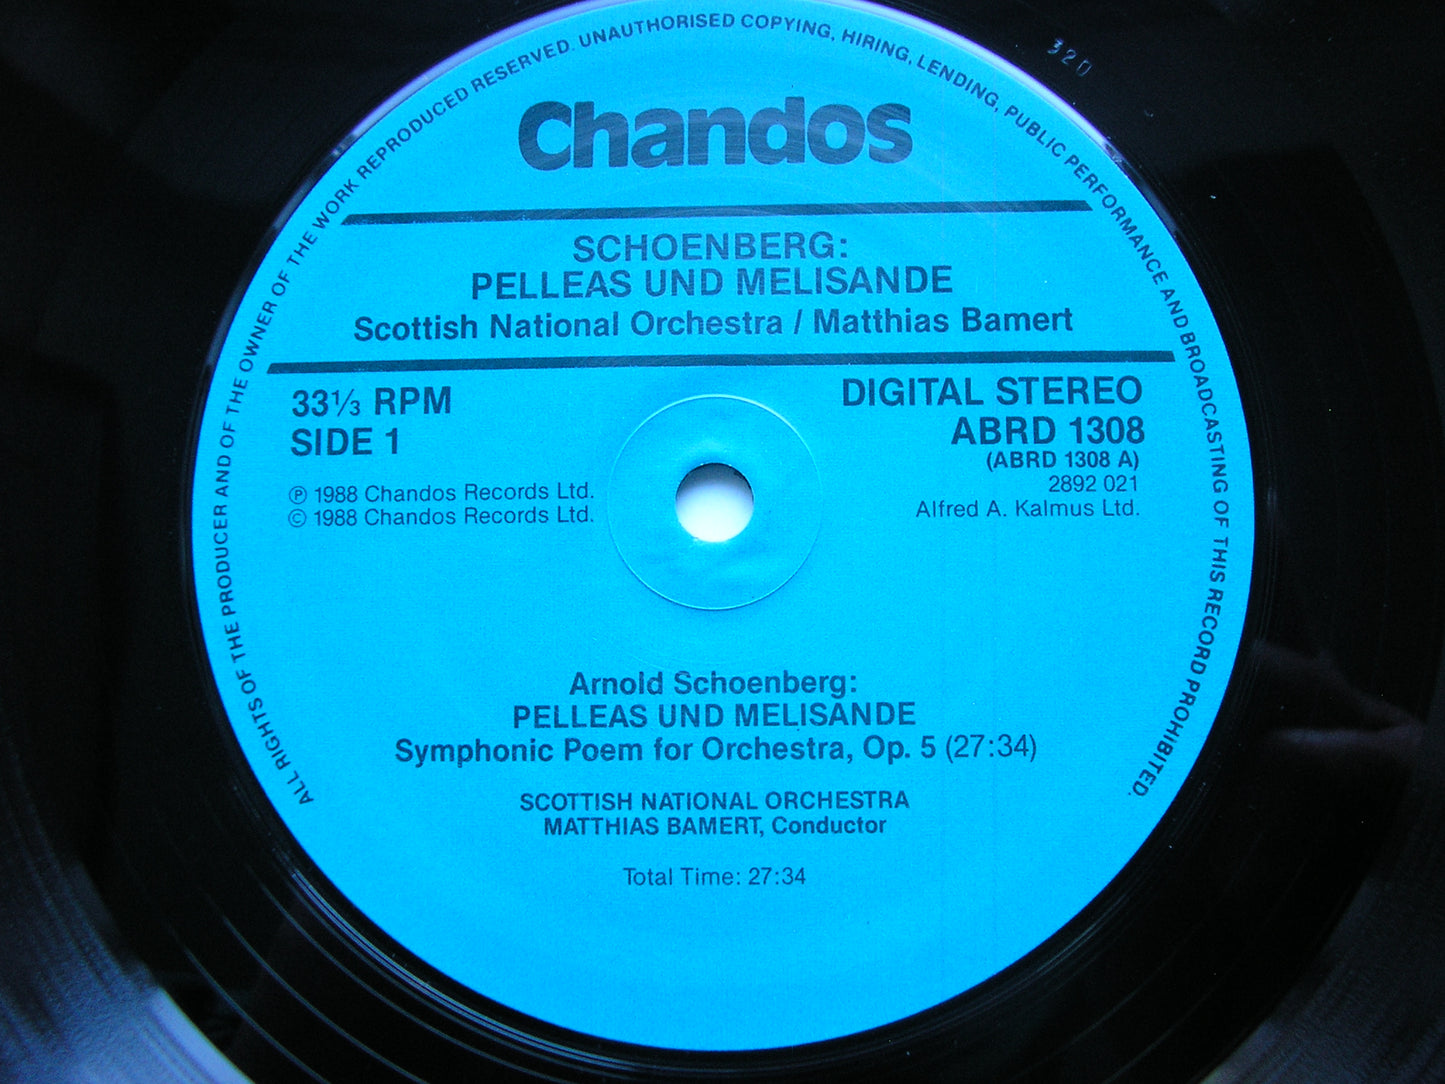 ALL RIGHTS OF THE PRODUCER AND OF THE OWNER OF THE WORK REPRODUCED RESERVED. UNAUTHORISED COPYING, HIRING, LENDING, PUBLIC PERFORMANCE AND BROADCASTING OF THIS RECORD PROHIBITED.
320
Chandos
SCHOENBERG:
PELLEAS UND MELISANDE
Scottish National Orchestra / Matthias Bamert
33⅓ RPM
SIDE 1
℗ 1988 Chandos Records Ltd.
© 1988 Chandos Records Ltd.
DIGITAL STEREO
ABRD 1308
(ABRD 1308 A)
2892 021
Alfred A. Kalmus Ltd.
Arnold Schoenberg:
PELLEAS UND MELISANDE
Symphonic Poem for Orchestra, Op. 5 (27:34)
SCOTTISH NATIONAL ORCHESTRA
MATTHIAS BAMERT, Conductor
Total Time: 27:34